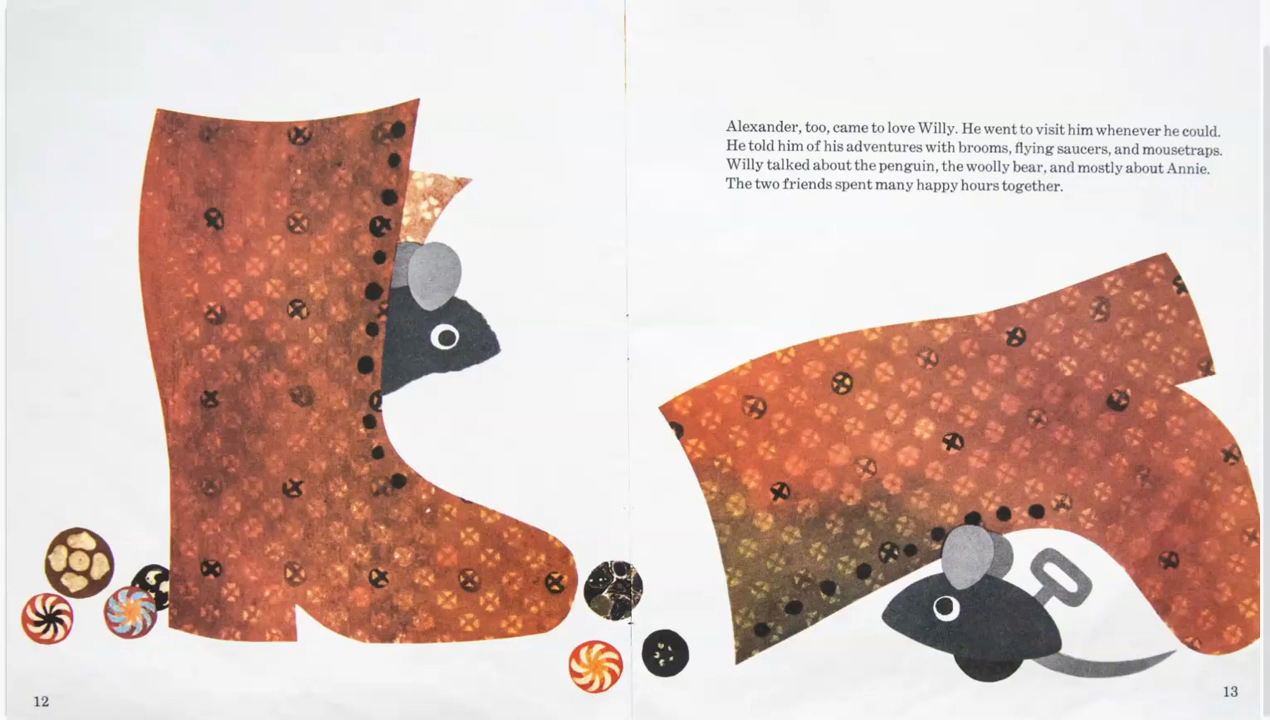 Alexander, too, came to love Willy. He went to visit him whenever he could.
He told him of his adventures with brooms, flying saucers, and mousetraps.
Willy talked about the penguin, the woolly bear, and mostly about Annie.
The two friends spent many happy hours together.
12
13